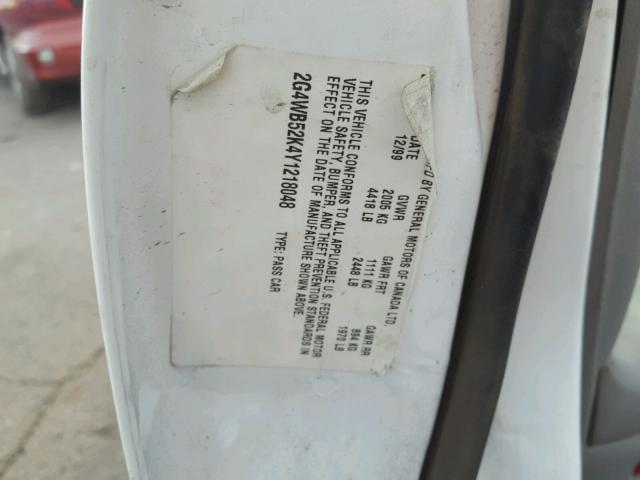 MFD BY GENERAL MOTORS OF CANADA LTD.
DATE GVWR GAWR FRT GAWR RR
12/99 2005 KG 1111 KG 894 KG
4418 LB 2448 LB 1970 LB
THIS VEHICLE CONFORMS TO ALL APPLICABLE U.S. FEDERAL MOTOR
VEHICLE SAFETY, BUMPER, AND THEFT PREVENTION STANDARDS IN
EFFECT ON THE DATE OF MANUFACTURE SHOWN ABOVE.
2G4WB52K4Y1218048 TYPE: PASS CAR